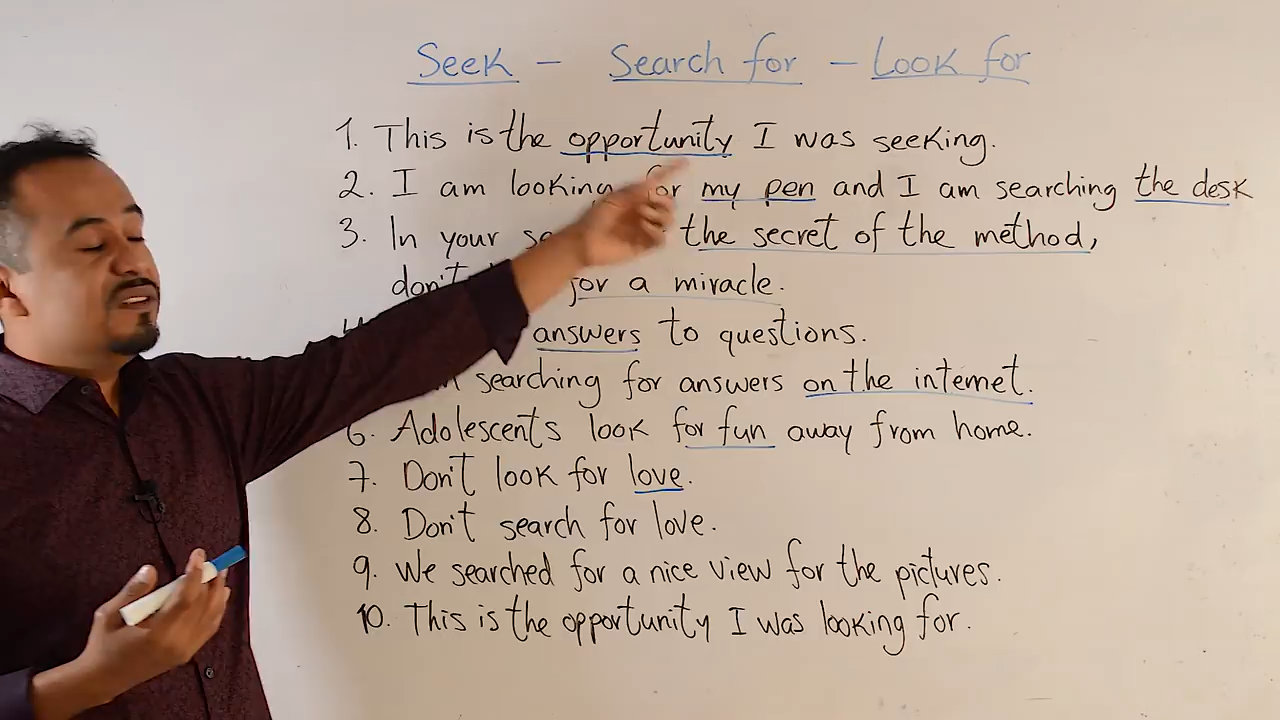 Seek - Search for - Look for
1. This is the opportunity I was seeking.
2. I am looking for my pen and I am searching the desk
3. In your the secret of the method,
don't for a miracle.
answers to questions.
searching for answers on the internet.
6. Adolescents look for fun away from home.
7. Don't look for love.
8. Don't search for love.
9. We searched for a nice view for the pictures.
10. This is the opportunity I was looking for.